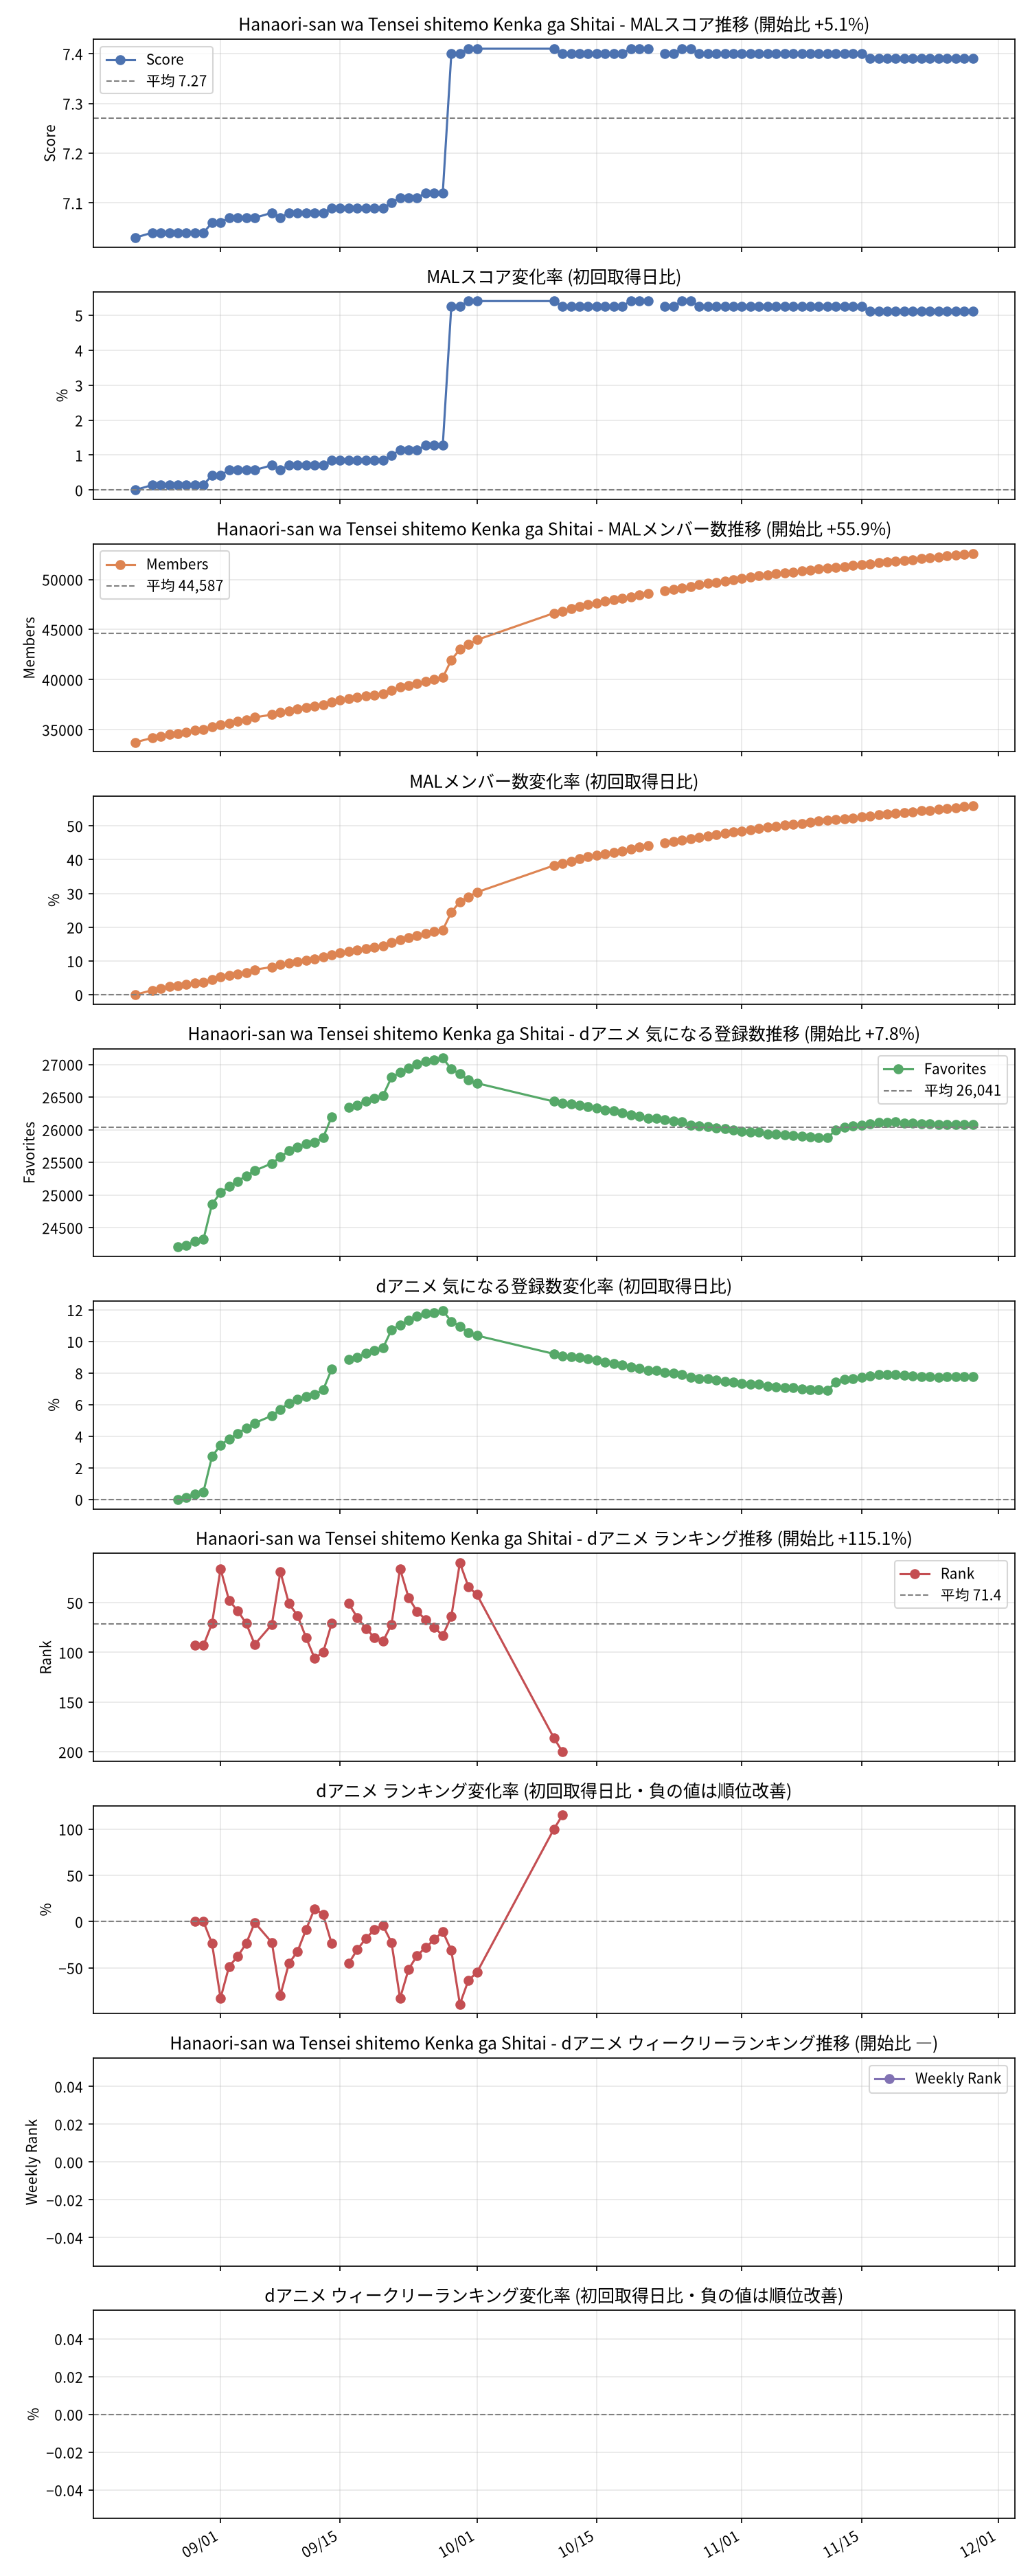 Hanaori-san wa Tensei shitemo Kenka ga Shitai - MALスコア推移 (開始比 +5.1%)
Score
平均 7.27
7.4
7.3
7.2
7.1
Score
MALスコア変化率 (初回取得日比)
5
4
3
2
1
0
%
Hanaori-san wa Tensei shitemo Kenka ga Shitai - MALメンバー数推移 (開始比 +55.9%)
Members
平均 44,587
50000
45000
40000
35000
Members
MALメンバー数変化率 (初回取得日比)
50
40
30
20
10
0
%
Hanaori-san wa Tensei shitemo Kenka ga Shitai - dアニメ 気になる登録数推移 (開始比 +7.8%)
Favorites
平均 26,041
27000
26500
26000
25500
25000
24500
Favorites
dアニメ 気になる登録数変化率 (初回取得日比)
12
10
8
6
4
2
0
%
Hanaori-san wa Tensei shitemo Kenka ga Shitai - dアニメ ランキング推移 (開始比 +115.1%)
Rank
平均 71.4
50
100
150
200
Rank
dアニメ ランキング変化率 (初回取得日比・負の値は順位改善)
100
50
0
−50
%
Hanaori-san wa Tensei shitemo Kenka ga Shitai - dアニメ ウィークリーランキング推移 (開始比 —)
Weekly Rank
0.04
0.02
0.00
−0.02
−0.04
Weekly Rank
dアニメ ウィークリーランキング変化率 (初回取得日比・負の値は順位改善)
0.04
0.02
0.00
−0.02
−0.04
%
09/01
09/15
10/01
10/15
11/01
11/15
12/01